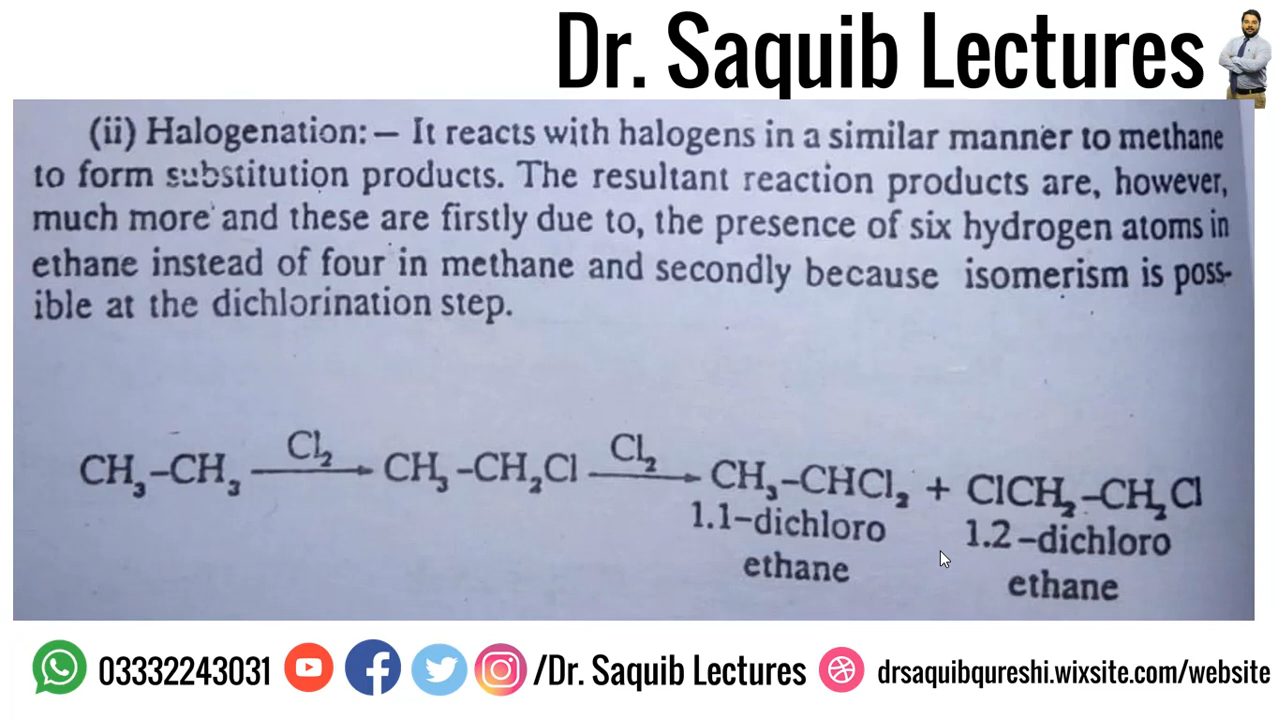 Dr. Saquib Lectures
(ii) Halogenation: — It reacts with halogens in a similar manner to methane
to form substitution products. The resultant reaction products are, however,
much more and these are firstly due to, the presence of six hydrogen atoms in
ethane instead of four in methane and secondly because isomerism is poss-
ible at the dichlorination step.
CH₃–CH₃ —Cl₂→ CH₃–CH₂Cl —Cl₂→ CH₃–CHCl₂ + ClCH₂–CH₂Cl
1.1–dichloro 1.2–dichloro
ethane ethane
03332243031 /Dr. Saquib Lectures drsaquibqureshi.wixsite.com/website